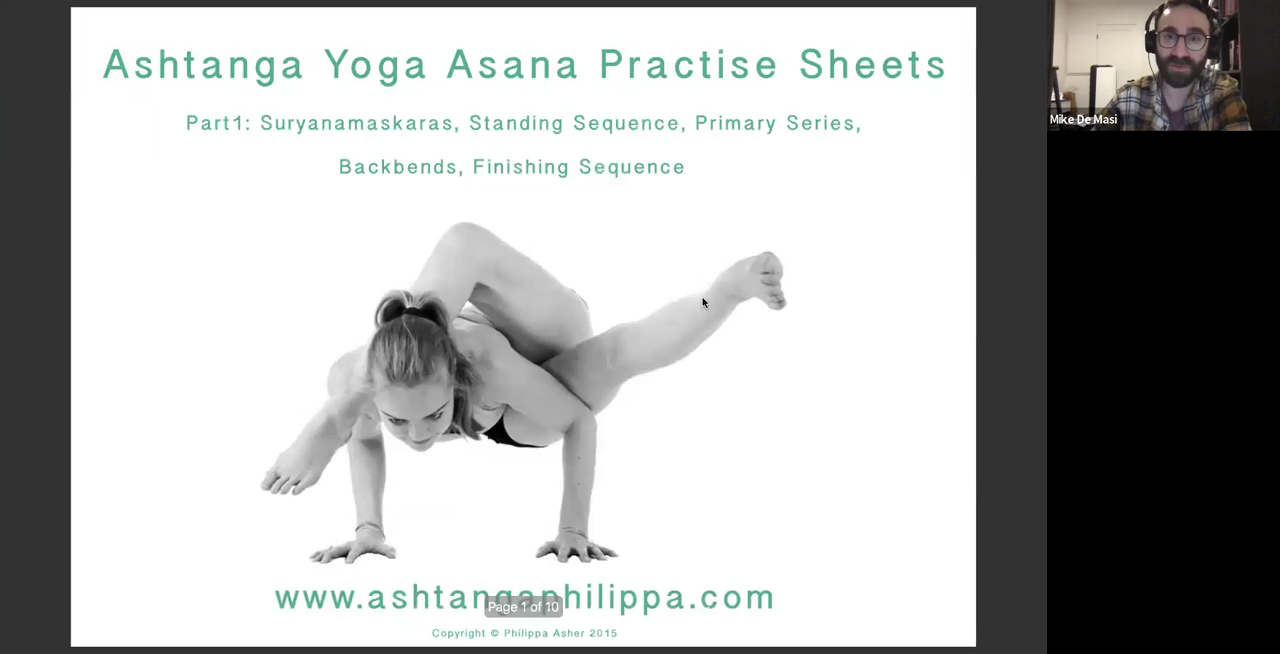 Ashtanga Yoga Asana Practise Sheets
Part1: Suryanamaskaras, Standing Sequence, Primary Series,
Backbends, Finishing Sequence
www.ashtangaphilippa.com
Page 1 of 10
Copyright © Philippa Asher 2015
Mike De Masi